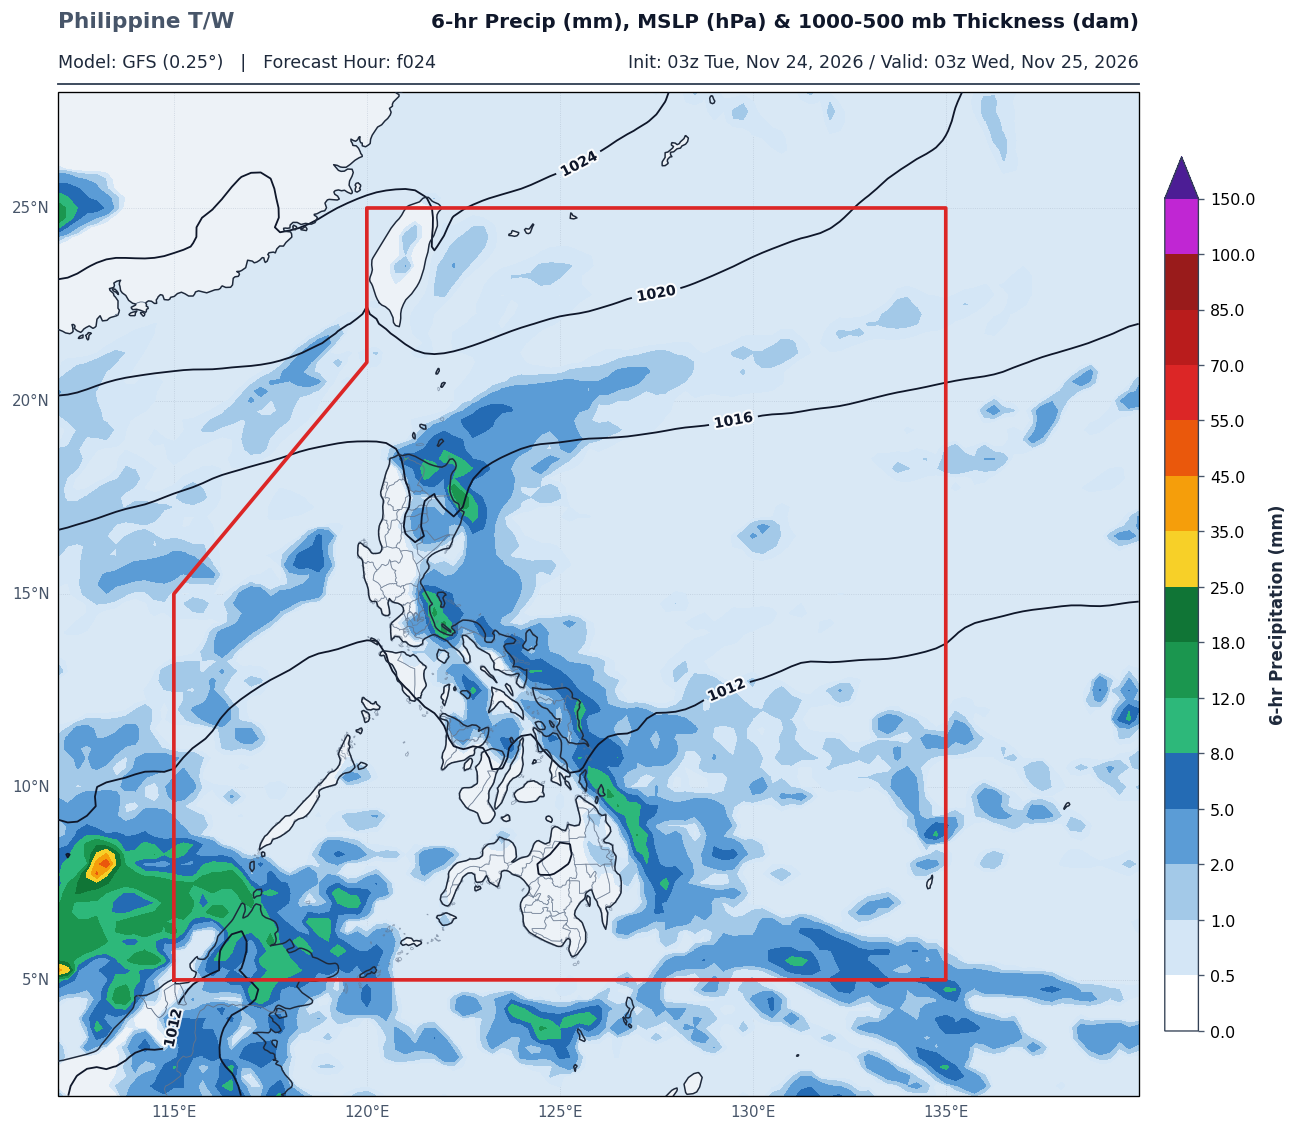 Philippine T/W
6-hr Precip (mm), MSLP (hPa) & 1000-500 mb Thickness (dam)
Model: GFS (0.25°)   |   Forecast Hour: f024
Init: 03z Tue, Nov 24, 2026 / Valid: 03z Wed, Nov 25, 2026
1024
1020
1016
1012
1012
25°N
20°N
15°N
10°N
5°N
115°E
120°E
125°E
130°E
135°E
150.0
100.0
85.0
70.0
55.0
45.0
35.0
25.0
18.0
12.0
8.0
5.0
2.0
1.0
0.5
0.0
6-hr Precipitation (mm)